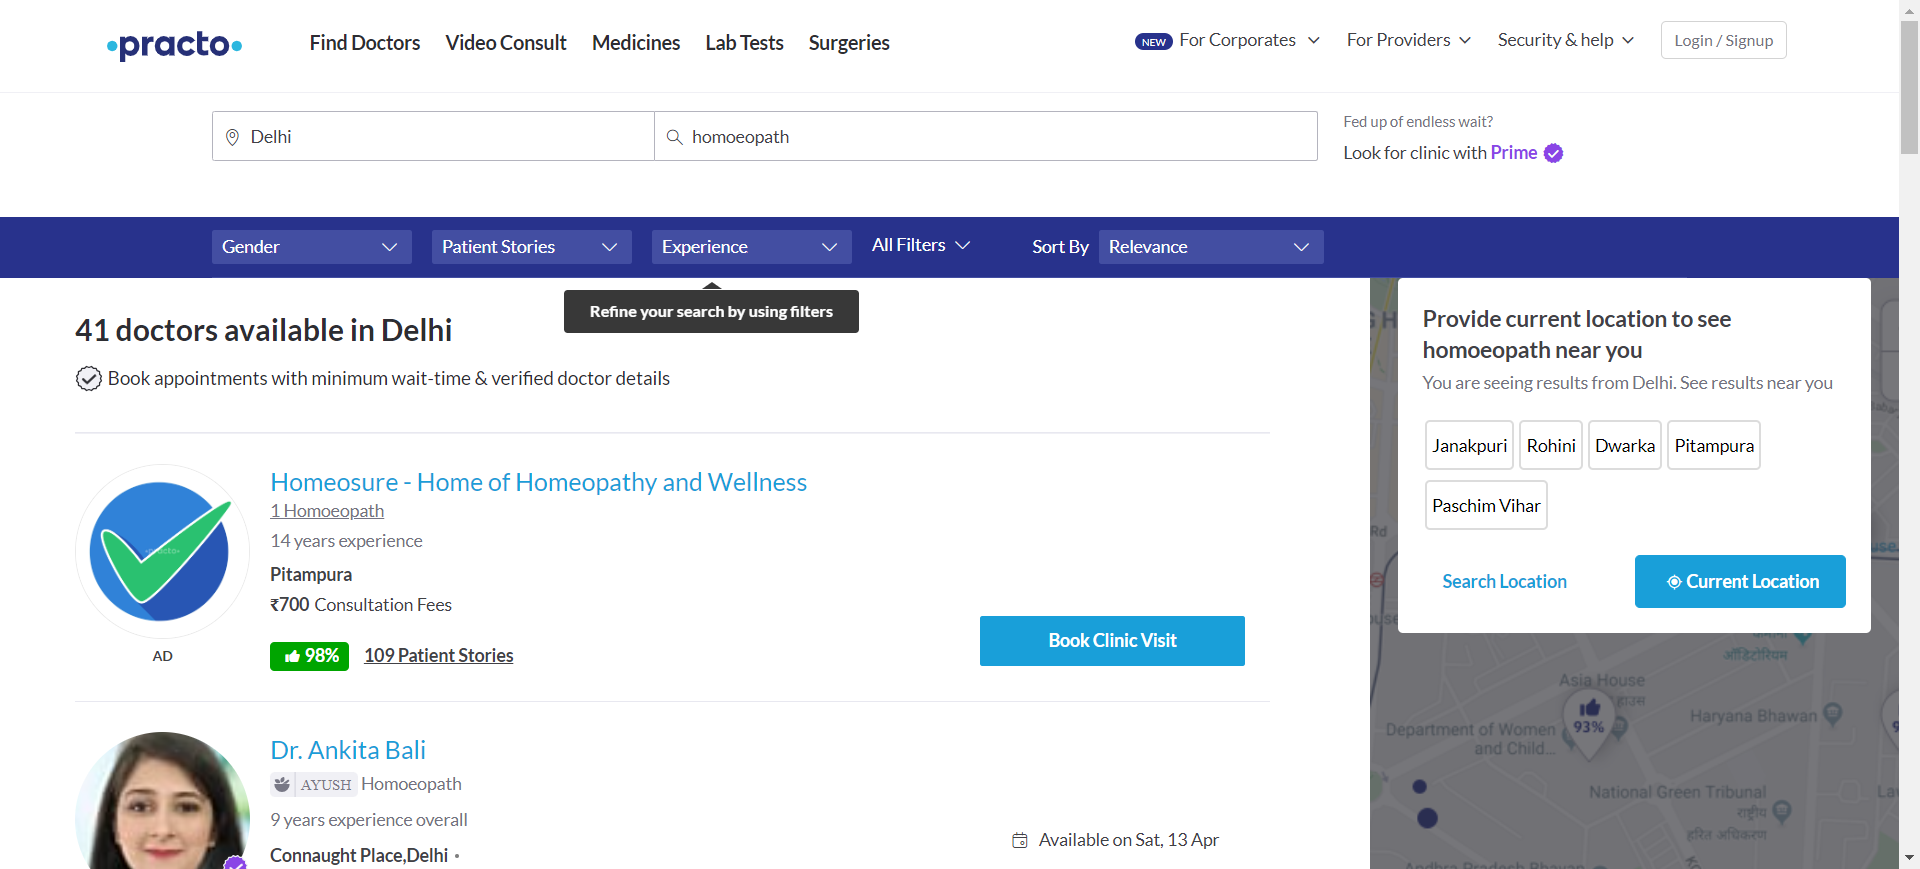 practo
Find Doctors
Video Consult
Medicines
Lab Tests
Surgeries
NEW For Corporates
For Providers
Security & help
Login / Signup
Delhi
homoeopath
Fed up of endless wait?
Look for clinic with Prime
Gender
Patient Stories
Experience
All Filters
Sort By
Relevance
Refine your search by using filters
41 doctors available in Delhi
Book appointments with minimum wait-time & verified doctor details
Homeosure - Home of Homeopathy and Wellness
1 Homoeopath
14 years experience
Pitampura
₹700 Consultation Fees
practo
AD
98%
109 Patient Stories
Book Clinic Visit
Dr. Ankita Bali
AYUSH Homoeopath
9 years experience overall
Connaught Place,Delhi •
Available on Sat, 13 Apr
Provide current location to see
homoeopath near you
You are seeing results from Delhi. See results near you
Janakpuri
Rohini
Dwarka
Pitampura
Paschim Vihar
Search Location
Current Location
Rd
ऑडिटोरियम
Asia House
हाउस
93%
Department of Women
and Child...
Haryana Bhawan
National Green Tribunal
राष्ट्रीय
हरित अधिकरण
Andhra Pradesh Bhavan